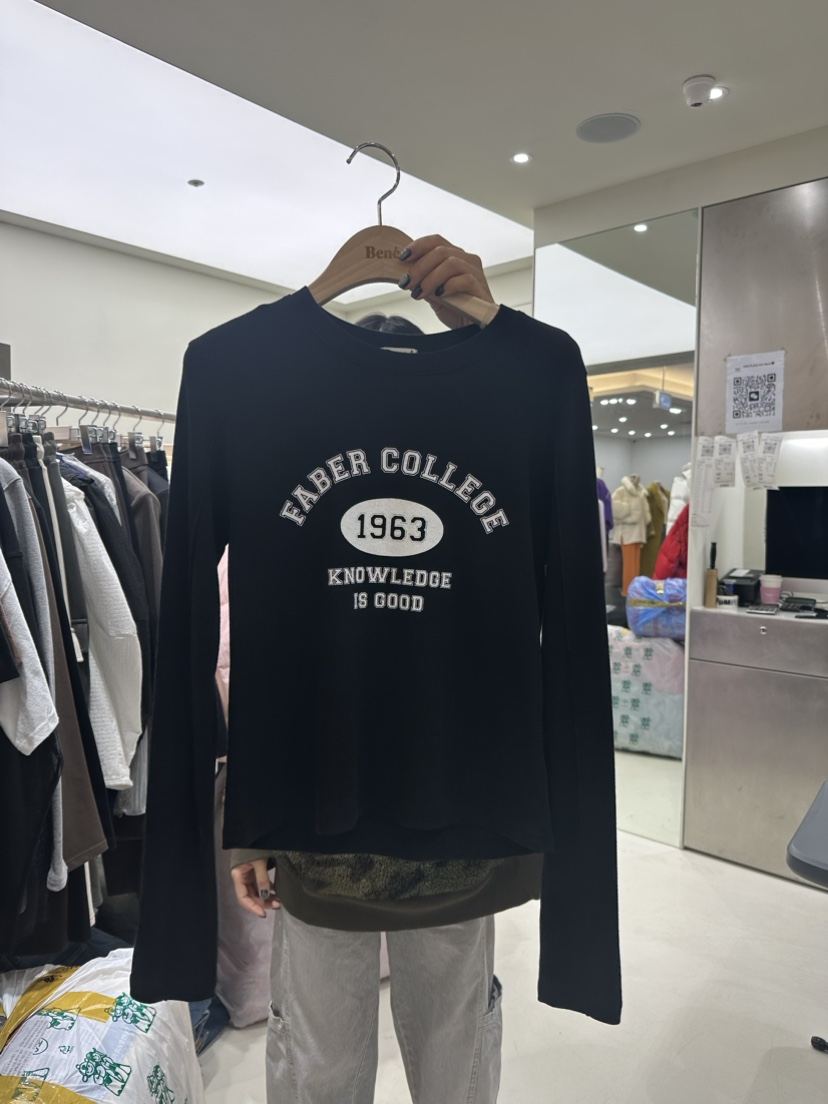 FABER COLLEGE
1963
KNOWLEDGE
IS GOOD